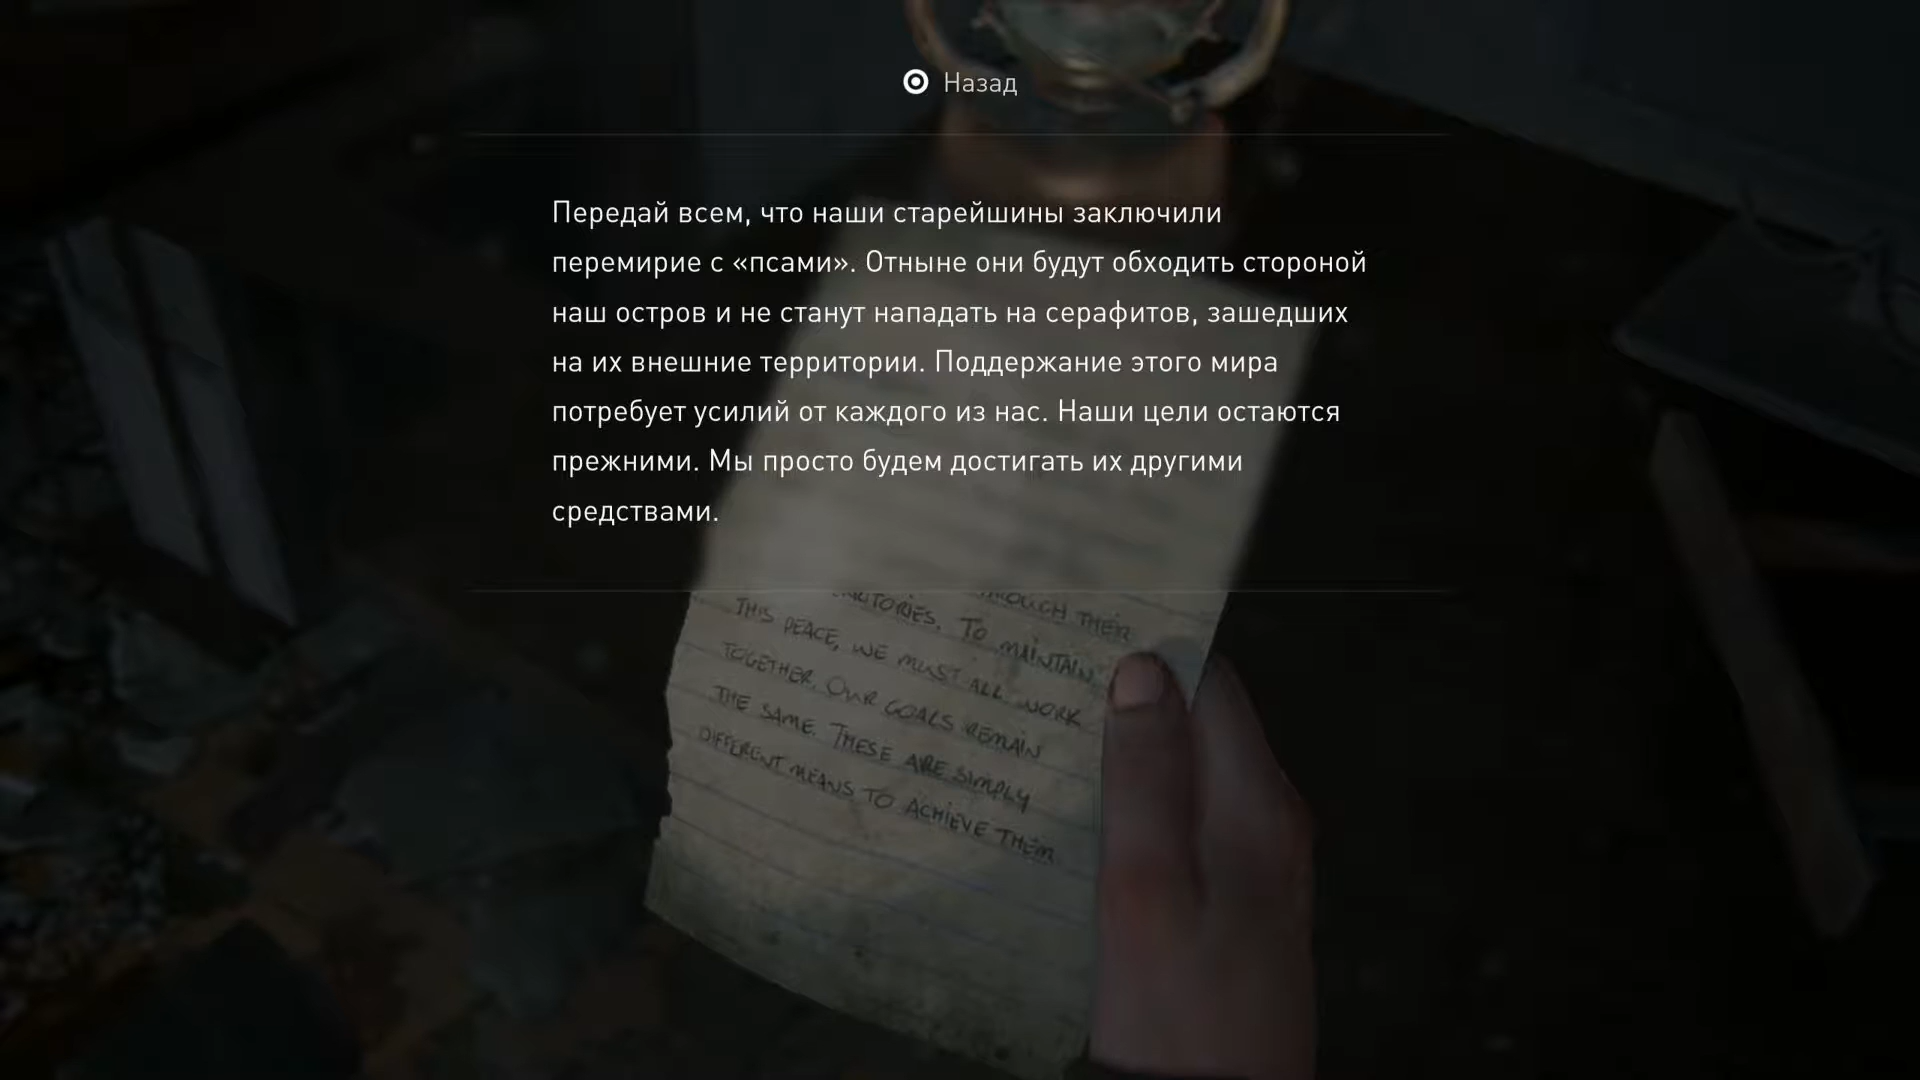 Назад
Передай всем, что наши старейшины заключили
перемирие с «псами». Отныне они будут обходить стороной
наш остров и не станут нападать на серафитов, зашедших
на их внешние территории. Поддержание этого мира
потребует усилий от каждого из нас. Наши цели остаются
прежними. Мы просто будем достигать их другими
средствами.
THEIR
TO MAINTAIN
THIS PEACE, WE MUST ALL WORK
TOGETHER. OUR GOALS REMAIN
THE SAME. THESE ARE SIMPLY
DIFFERENT MEANS TO ACHIEVE THEM